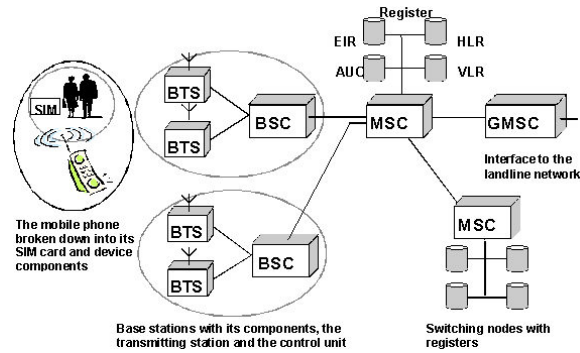 Register
EIR
HLR
AUC
VLR
SIM
BTS
BTS
BSC
MSC
GMSC
Interface to the
landline network
The mobile phone
broken down into its
SIM card and device
components
BTS
BTS
BSC
MSC
Base stations with its components, the
transmitting station and the control unit
Switching nodes with
registers